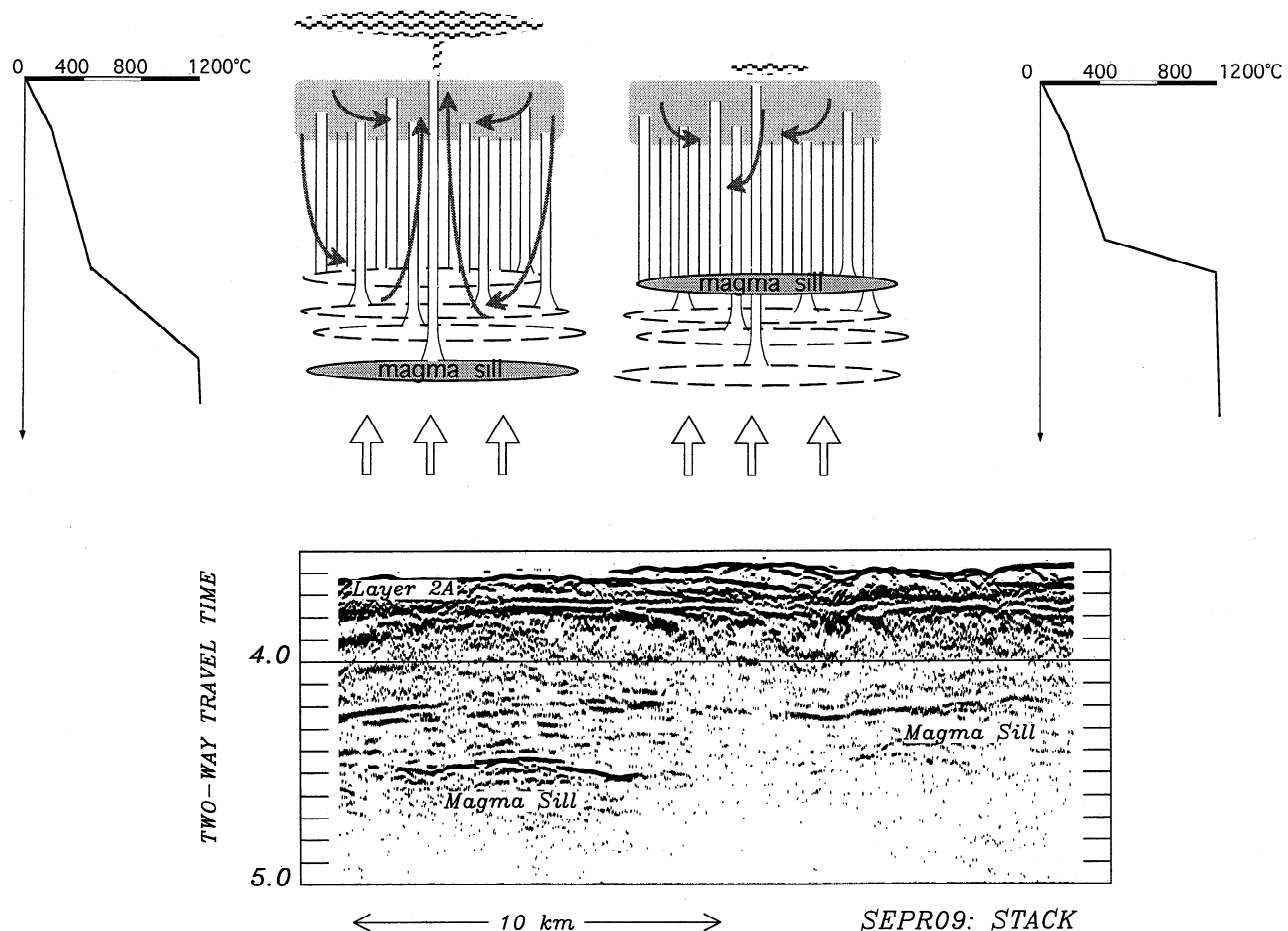 0 400 800 1200°C
0 400 800 1200°C
magma sill
magma sill
TWO-WAY TRAVEL TIME
Layer 2A
4.0
Magma Sill
Magma Sill
5.0
10 km
SEPR09: STACK